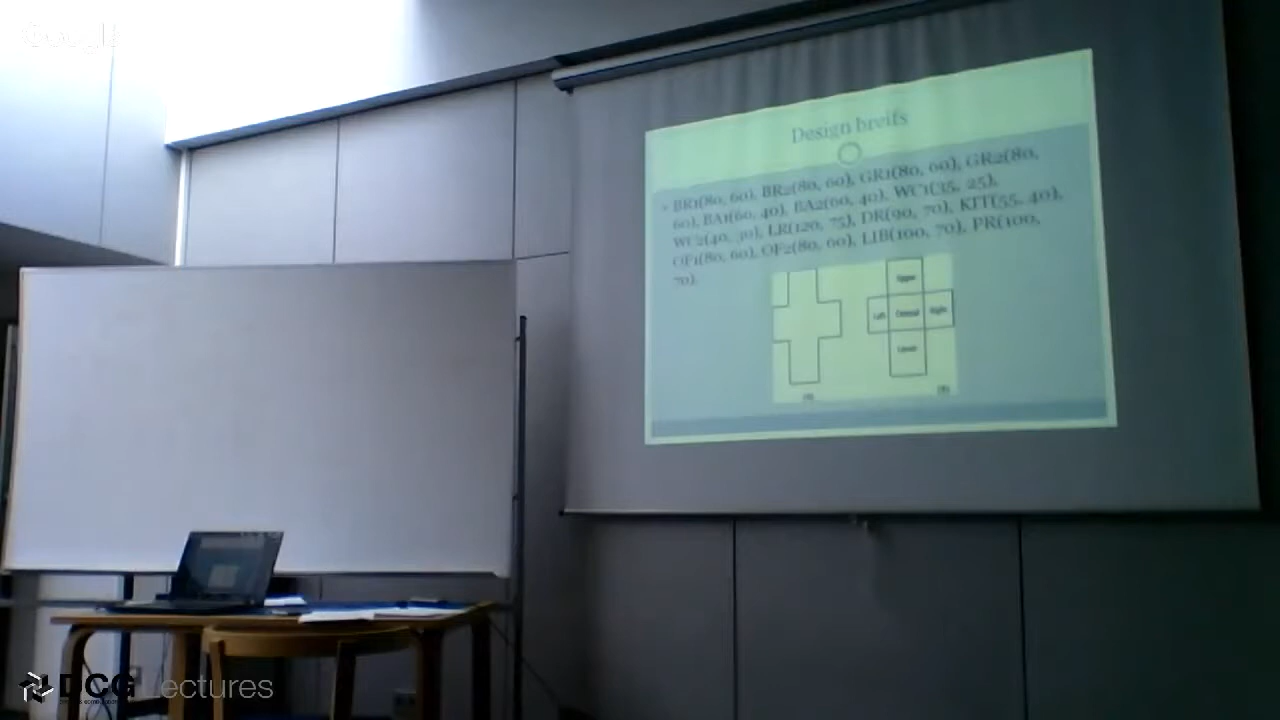 Google
Design breifs
BR1(80, 60), BR2(80, 60), GR1(80, 60), GR2(80,
60), BA1(60, 40), BA2(60, 40), WC1(35, 25),
WC2(40, 30), LR(120, 75), DR(90, 70), KIT(55, 40),
OF1(80, 60), OF2(80, 60), LIB(100, 70), PR(100,
70).
Upper
Left Central Right
Lower
DCG Lectures